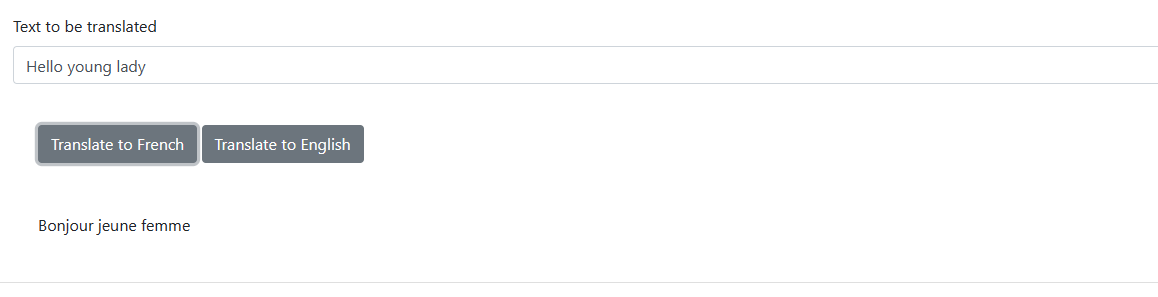 Text to be translated
Hello young lady
Translate to French Translate to English
Bonjour jeune femme